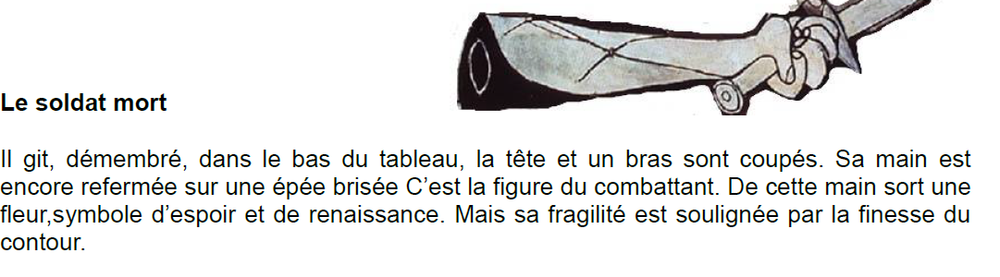 Le soldat mort
Il git, démembré, dans le bas du tableau, la tête et un bras sont coupés. Sa main est
encore refermée sur une épée brisée C’est la figure du combattant. De cette main sort une
fleur,symbole d’espoir et de renaissance. Mais sa fragilité est soulignée par la finesse du
contour.